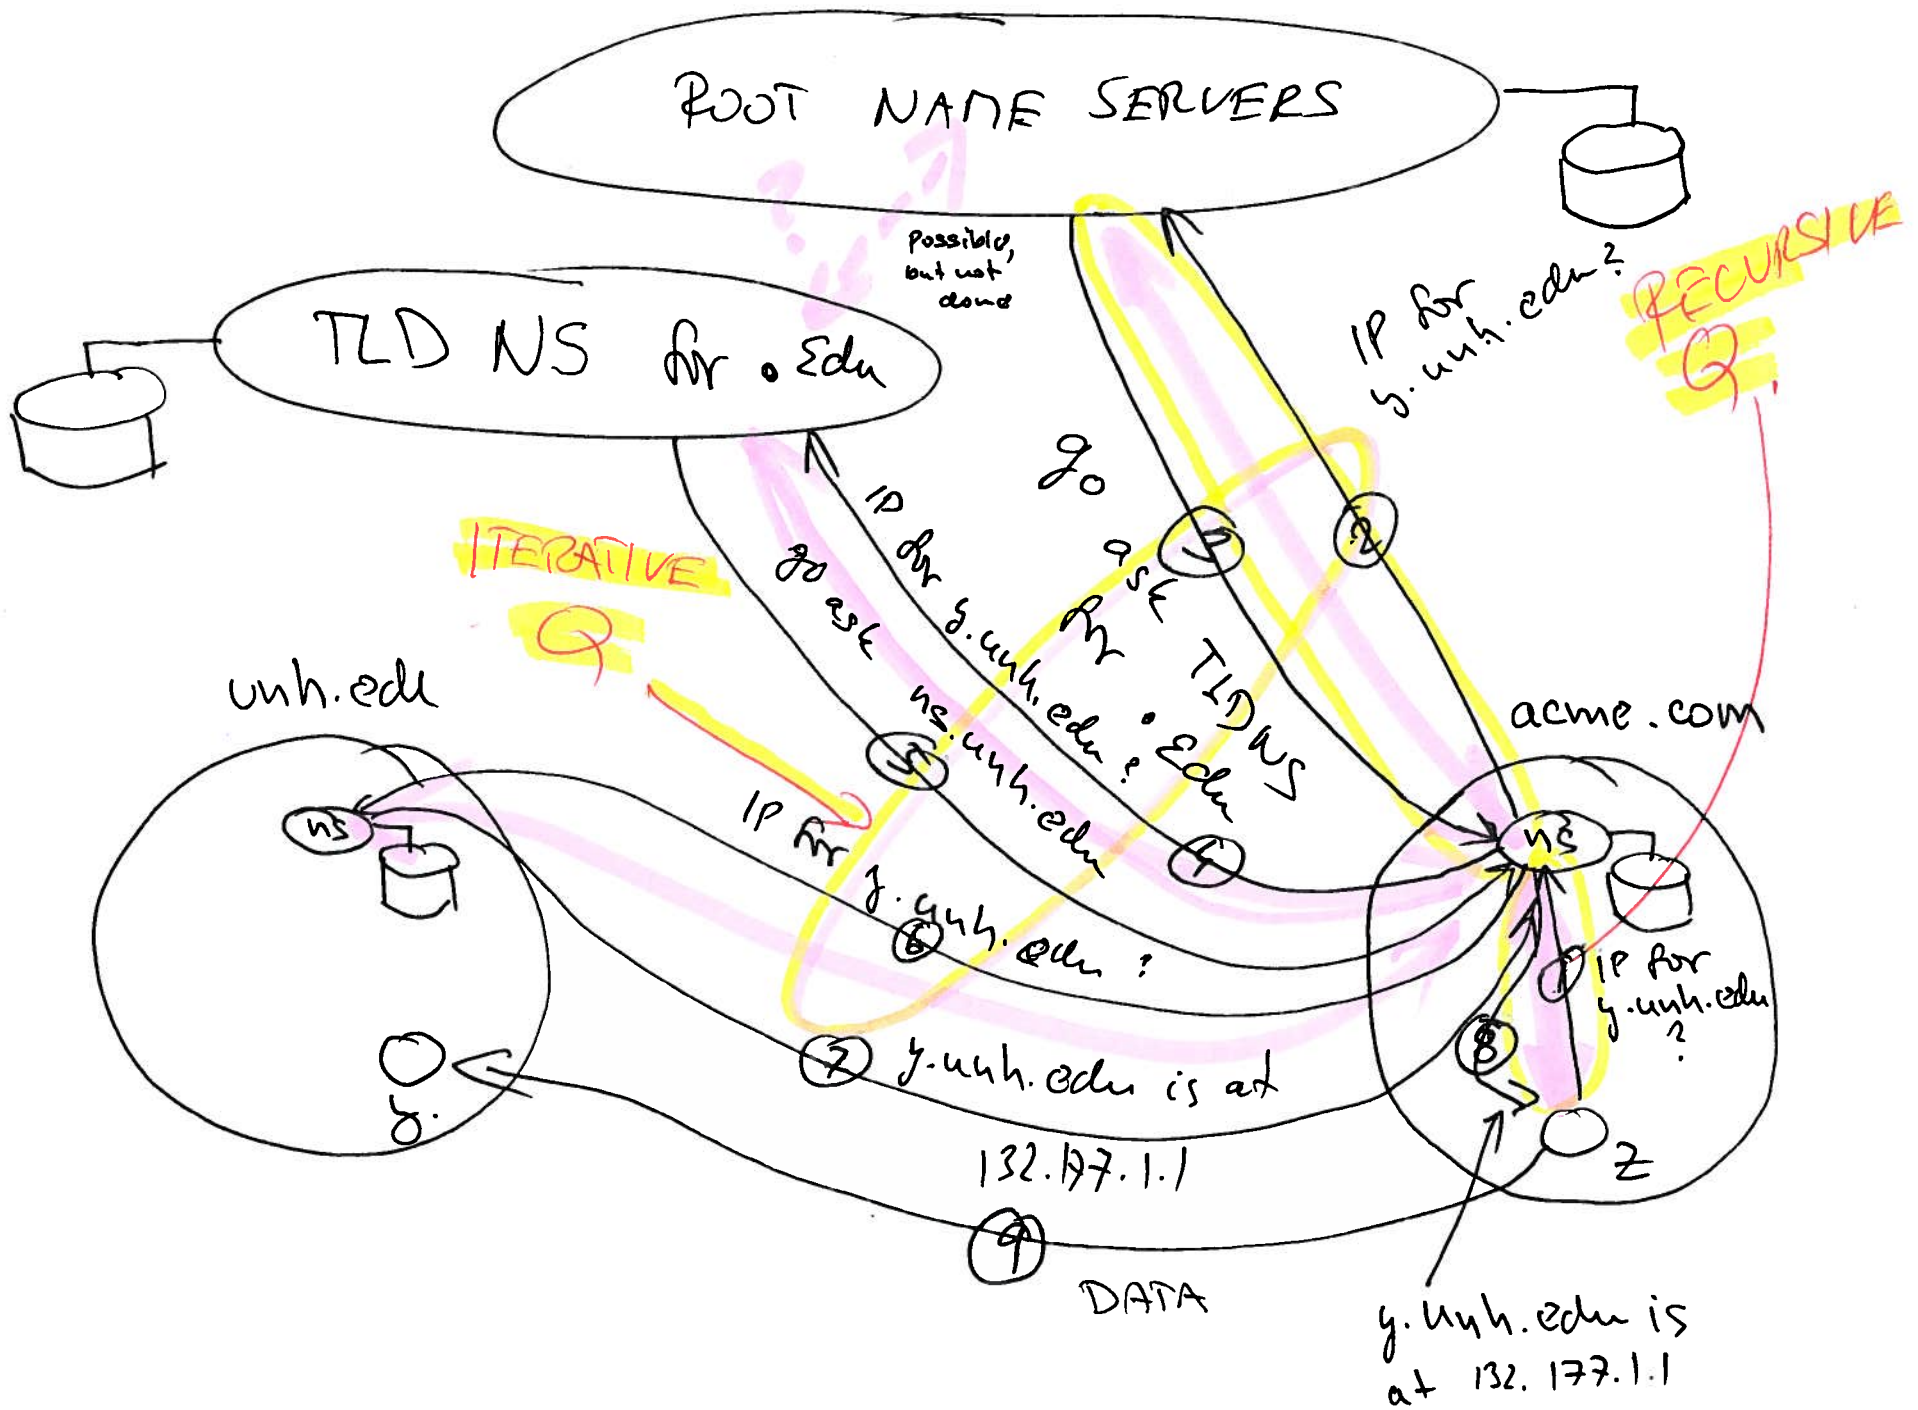 ROOT NAME SERVERS
?
possible,
but not
done
TLD NS for .Edu
IP for
y.unh.edu?
RECURSIVE
Q.
2
3
go ask TLD NS
for .Edu
ITERATIVE
Q
IP for y.unh.edu?
4
go ask ns.unh.edu
5
unh.edu
ns
y.
acme.com
ns
IP for
y.unh.edu?
6
7
y.unh.edu is at
132.177.1.1
1
IP for
y.unh.edu
?
8
Z
9
DATA
y.unh.edu is
at 132.177.1.1